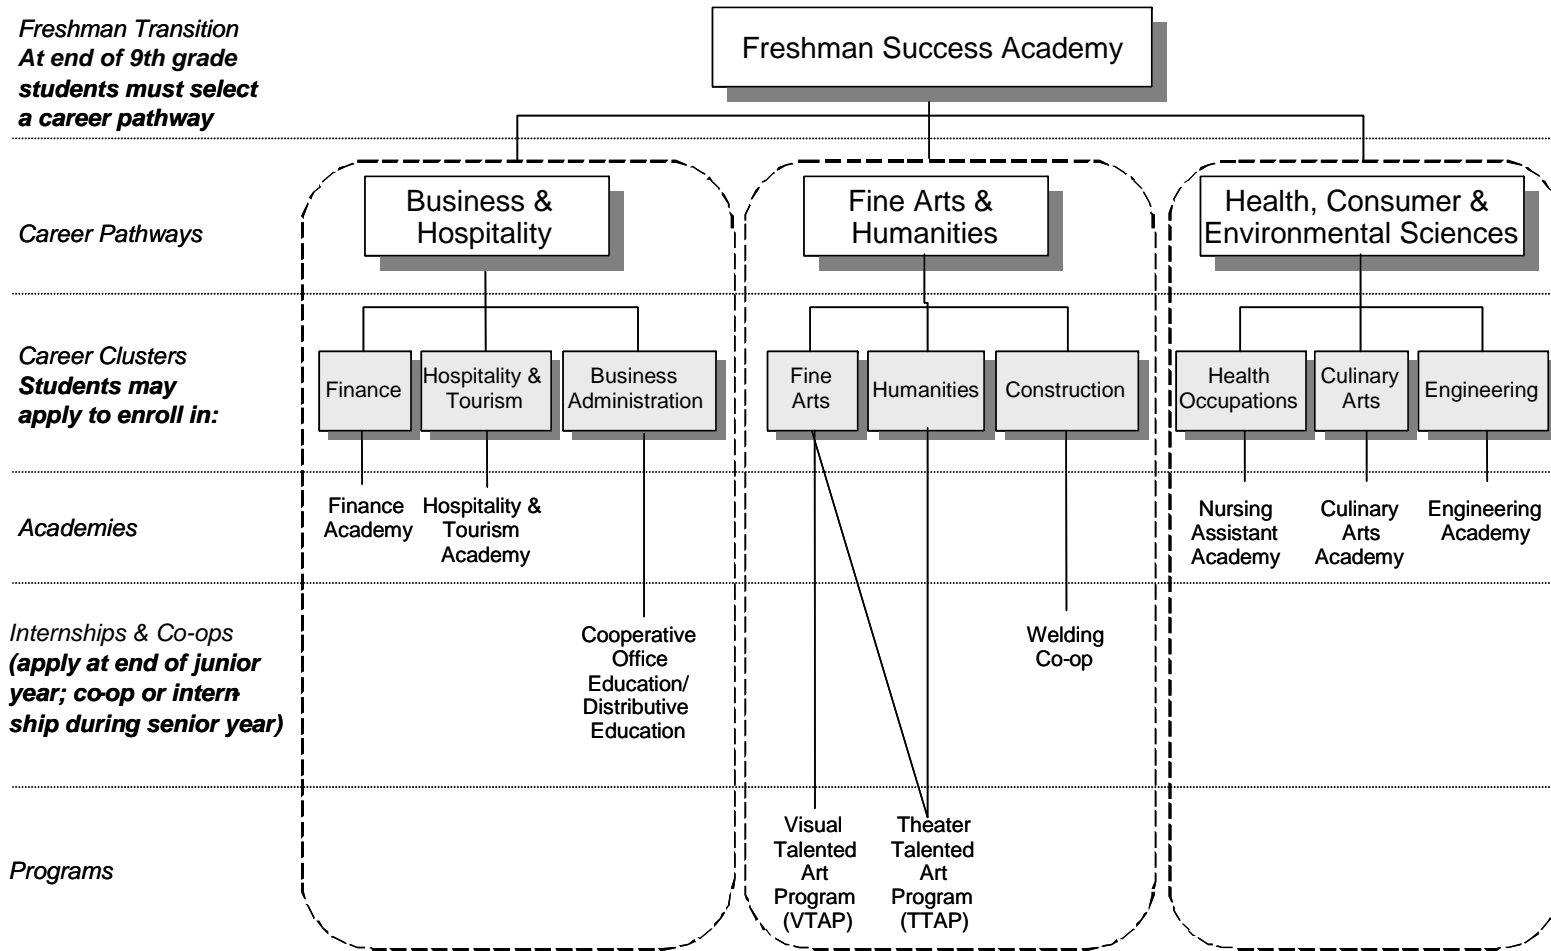 Freshman Transition
At end of 9th grade
students must select
a career pathway
Freshman Success Academy
Career Pathways
Business &
Hospitality
Fine Arts &
Humanities
Health, Consumer &
Environmental Sciences
Career Clusters
Students may
apply to enroll in:
Finance
Hospitality &
Tourism
Business
Administration
Fine
Arts
Humanities
Construction
Health
Occupations
Culinary
Arts
Engineering
Academies
Finance
Academy
Hospitality &
Tourism
Academy
Nursing
Assistant
Academy
Culinary
Arts
Academy
Engineering
Academy
Internships & Co-ops
(apply at end of junior
year; co-op or intern-
ship during senior year)
Cooperative
Office
Education/
Distributive
Education
Welding
Co-op
Programs
Visual
Talented
Art
Program
(VTAP)
Theater
Talented
Art
Program
(TTAP)